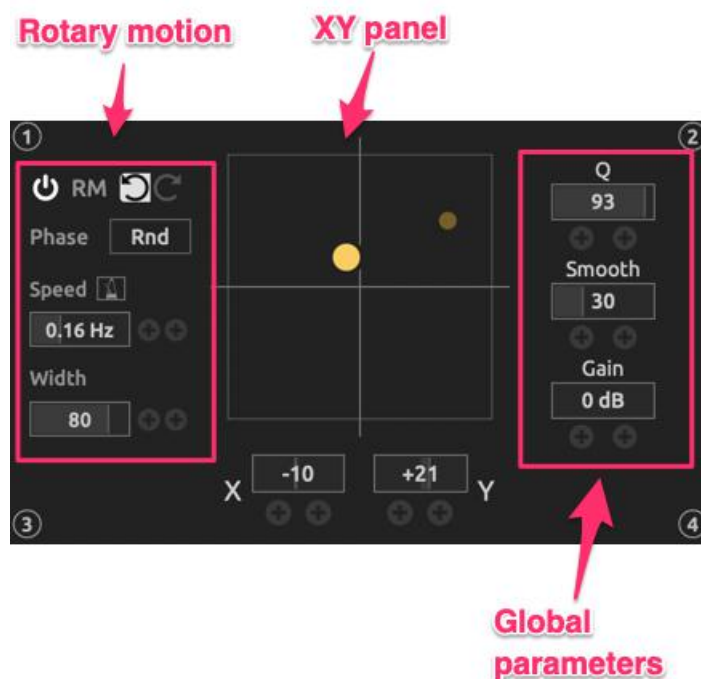 Rotary motion
XY panel
1
2
RM
Phase Rnd
Speed
0.16 Hz
Width
80
Q
93
Smooth
30
Gain
0 dB
X -10 +21 Y
3
4
Global
parameters